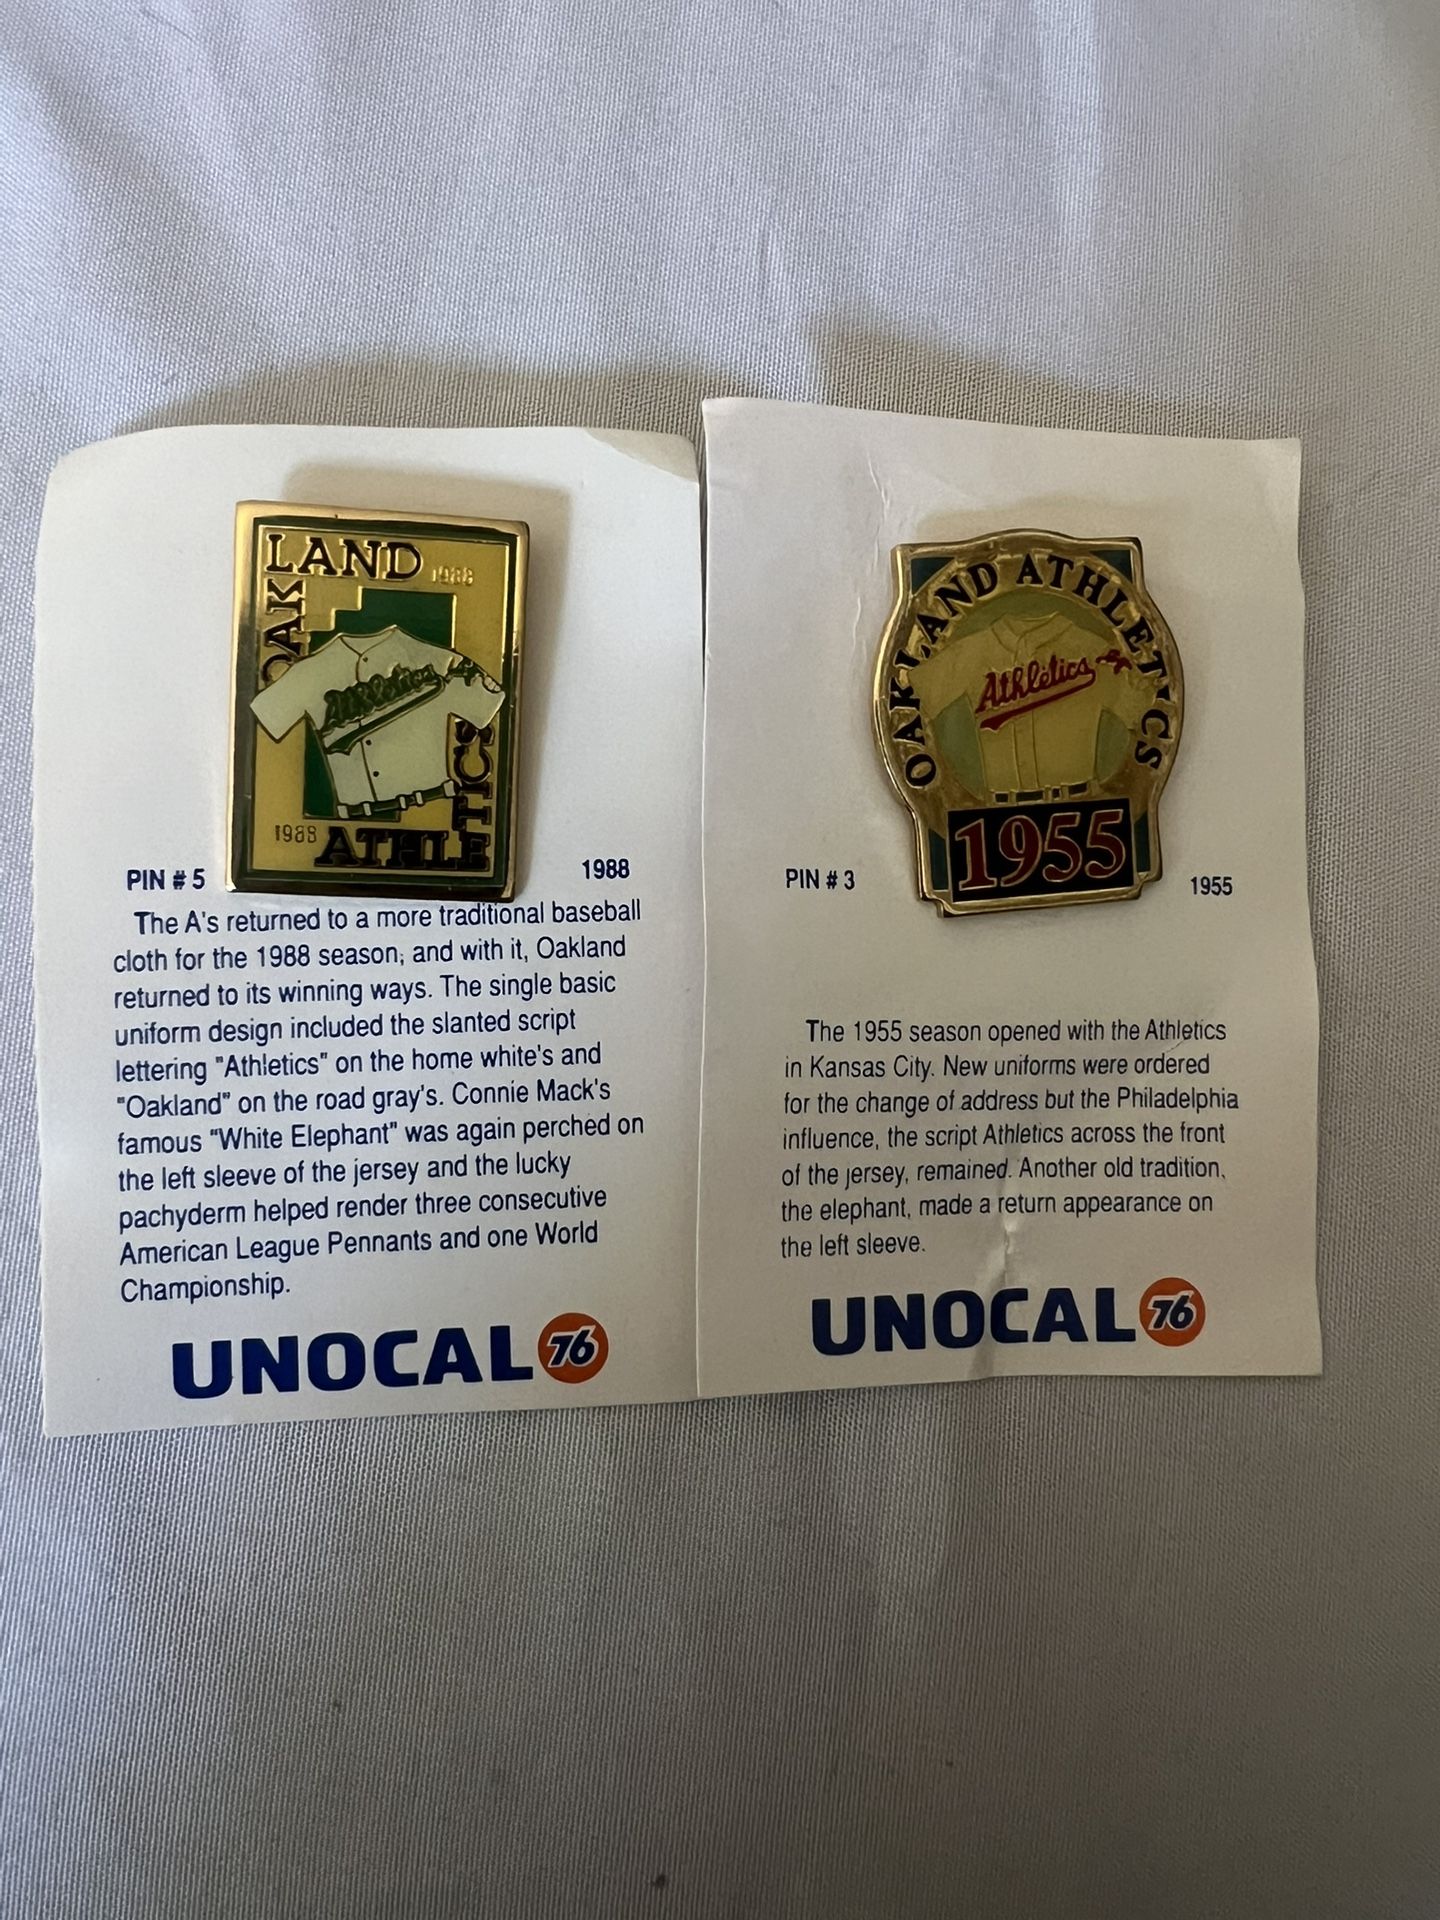 OAKLAND 1988
Athletics
1988 ATHLETICS
PIN # 5 1988
The A's returned to a more traditional baseball
cloth for the 1988 season, and with it, Oakland
returned to its winning ways. The single basic
uniform design included the slanted script
lettering "Athletics" on the home white's and
"Oakland" on the road gray's. Connie Mack's
famous "White Elephant" was again perched on
the left sleeve of the jersey and the lucky
pachyderm helped render three consecutive
American League Pennants and one World
Championship.
UNOCAL 76
OAKLAND ATHLETICS
Athletics
1955
PIN # 3 1955
The 1955 season opened with the Athletics
in Kansas City. New uniforms were ordered
for the change of address but the Philadelphia
influence, the script Athletics across the front
of the jersey, remained. Another old tradition,
the elephant, made a return appearance on
the left sleeve.
UNOCAL 76